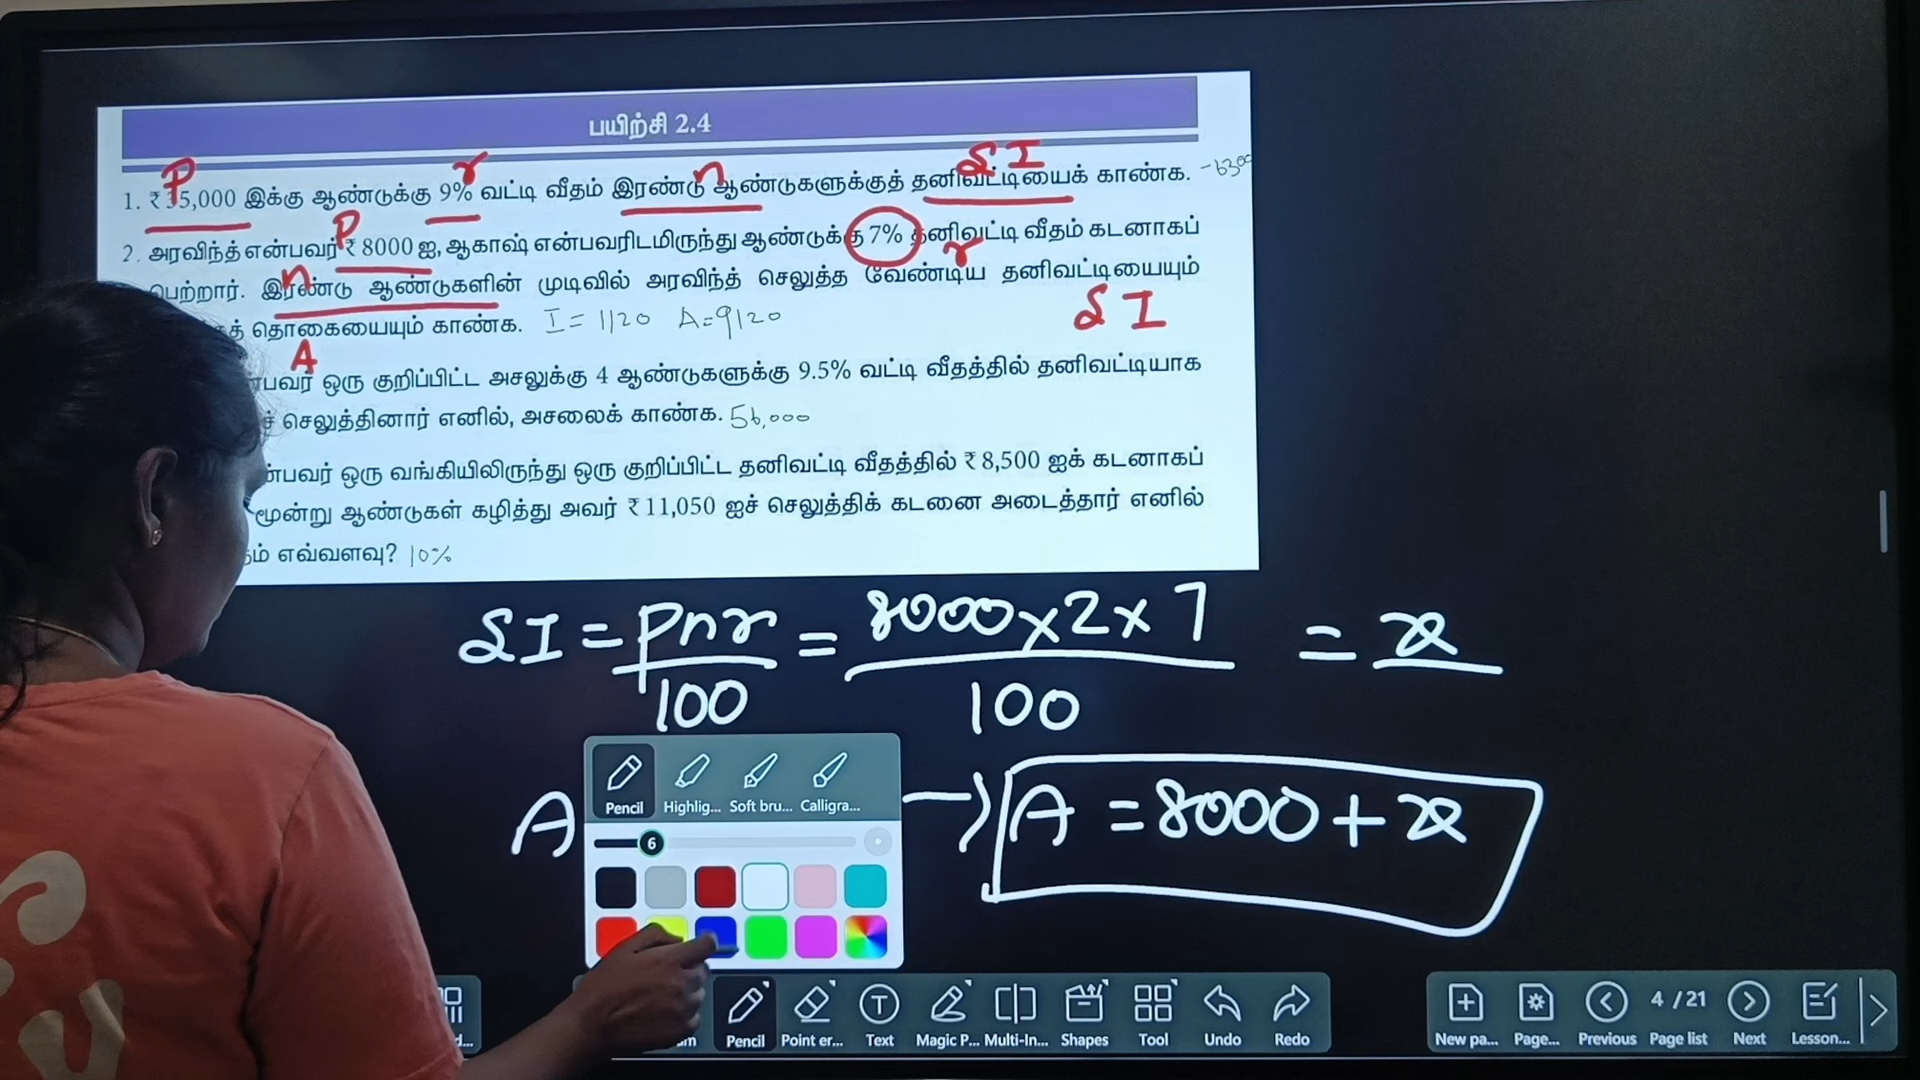 பயிற்சி 2.4
P r n SI
1. ₹35,000 இக்கு ஆண்டுக்கு 9% வட்டி வீதம் இரண்டு ஆண்டுகளுக்குத் தனிவட்டியைக் காண்க. -6300
P
2. அரவிந்த் என்பவர் ₹8000 ஐ, ஆகாஷ் என்பவரிடமிருந்து ஆண்டுக்கு 7% தனிவட்டி வீதம் கடனாகப்
n r
பெற்றார். இரண்டு ஆண்டுகளின் முடிவில் அரவிந்த் செலுத்த வேண்டிய தனிவட்டியையும்
தொகையையும் காண்க. I = 1120 A=9120 SI
A
ஒரு குறிப்பிட்ட அசலுக்கு 4 ஆண்டுகளுக்கு 9.5% வட்டி வீதத்தில் தனிவட்டியாக
செலுத்தினார் எனில், அசலைக் காண்க. 56,000
ஒரு வங்கியிலிருந்து ஒரு குறிப்பிட்ட தனிவட்டி வீதத்தில் ₹8,500 ஐக் கடனாகப்
மூன்று ஆண்டுகள் கழித்து அவர் ₹11,050 ஐச் செலுத்திக் கடனை அடைத்தார் எனில்
எவ்வளவு? 10%
SI = pnr/100 = 8000x2x7/100 = x
A → A = 8000 + x
Pencil Highlig... Soft bru... Calligra...
6
Pencil Point er... Text Magic P... Multi-In... Shapes Tool Undo Redo New pa... Page... Previous 4 /21 Page list Next Lesson...